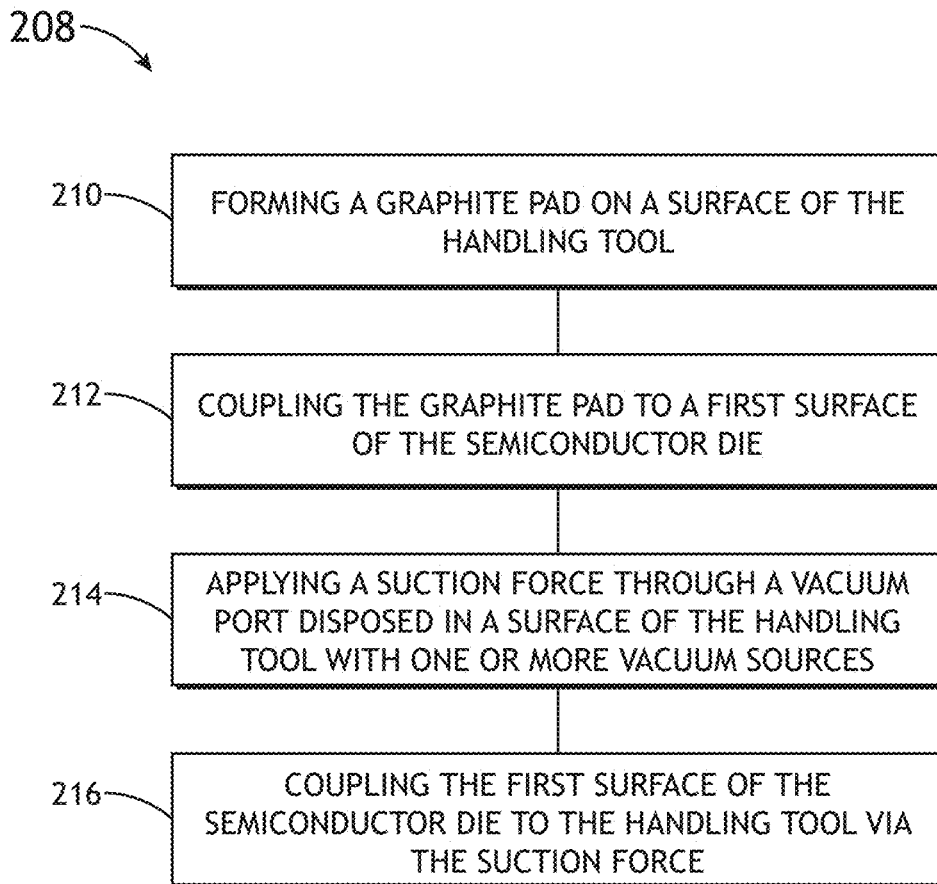 208
210
FORMING A GRAPHITE PAD ON A SURFACE OF THE
HANDLING TOOL
212
COUPLING THE GRAPHITE PAD TO A FIRST SURFACE
OF THE SEMICONDUCTOR DIE
214
APPLYING A SUCTION FORCE THROUGH A VACUUM
PORT DISPOSED IN A SURFACE OF THE HANDLING
TOOL WITH ONE OR MORE VACUUM SOURCES
216
COUPLING THE FIRST SURFACE OF THE
SEMICONDUCTOR DIE TO THE HANDLING TOOL VIA
THE SUCTION FORCE